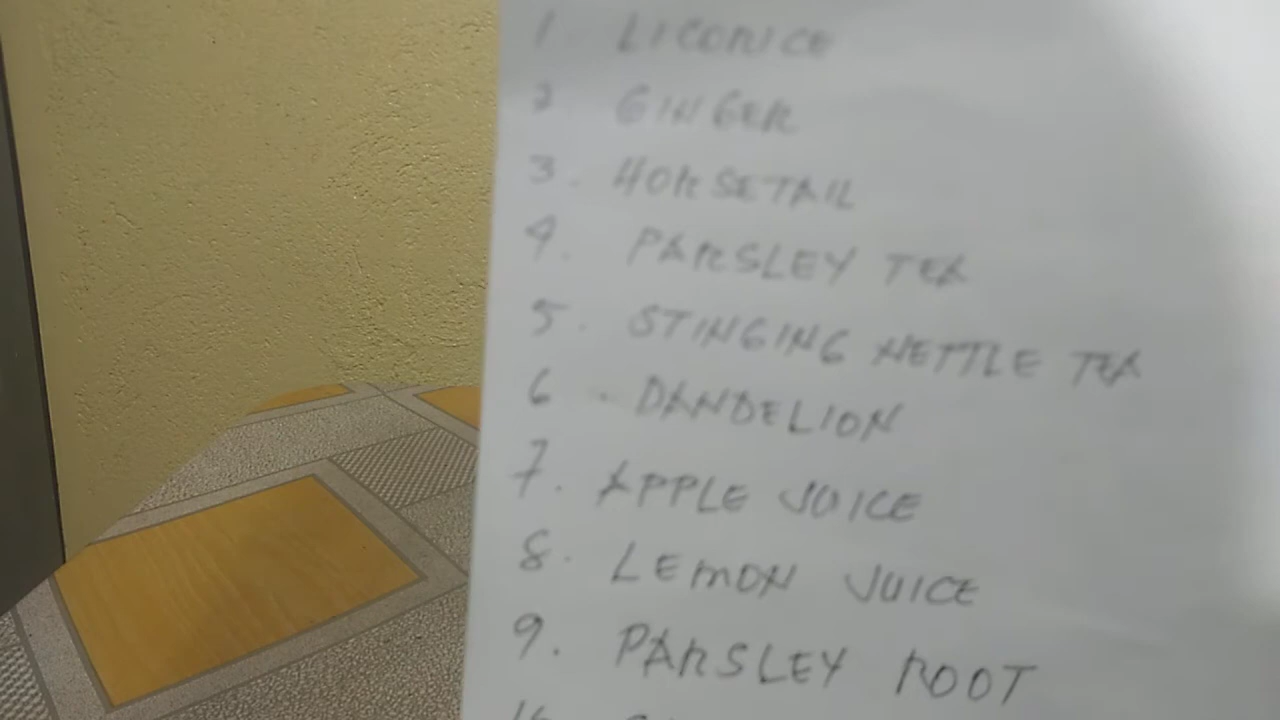 1. LICORICE
2 GINGER
3. HORSETAIL
4. PARSLEY TEA
5. STINGING NETTLE TEA
6. DANDELION
7. APPLE JUICE
8. LEMON JUICE
9. PARSLEY ROOT